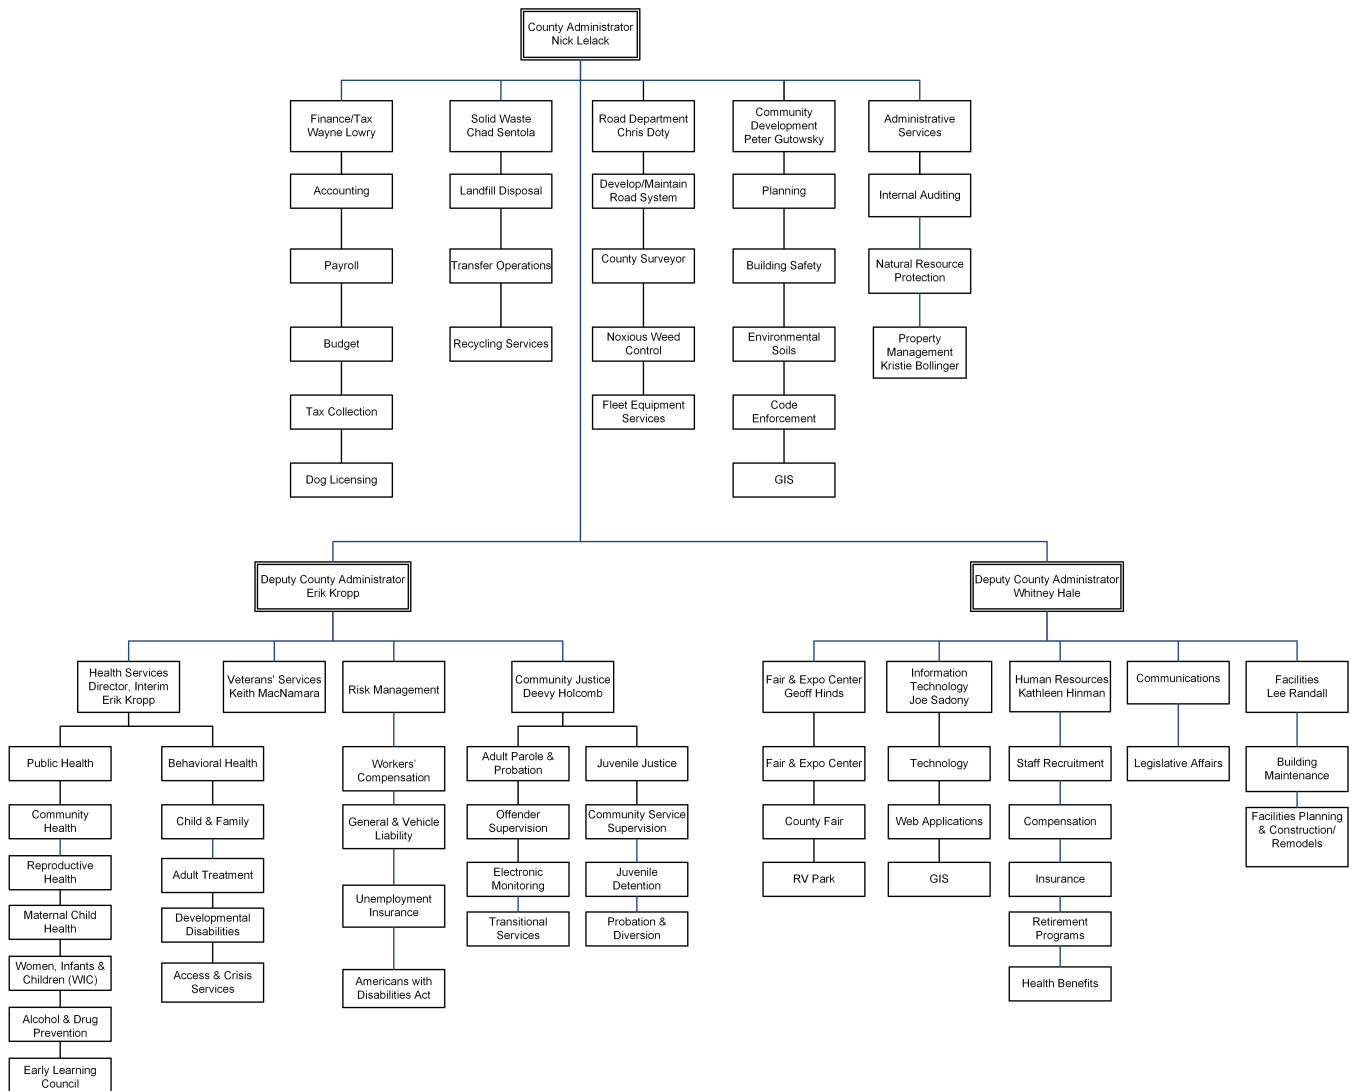 County Administrator
Nick Lelack
Finance/Tax
Wayne Lowry
Accounting
Payroll
Budget
Tax Collection
Dog Licensing
Solid Waste
Chad Sentola
Landfill Disposal
Transfer Operations
Recycling Services
Road Department
Chris Doty
Develop/Maintain
Road System
County Surveyor
Noxious Weed
Control
Fleet Equipment
Services
Community
Development
Peter Gutowsky
Planning
Building Safety
Environmental
Soils
Code
Enforcement
GIS
Administrative
Services
Internal Auditing
Natural Resource
Protection
Property
Management
Kristie Bollinger
Deputy County Administrator
Erik Kropp
Health Services
Director, Interim
Erik Kropp
Public Health
Community
Health
Reproductive
Health
Maternal Child
Health
Women, Infants &
Children (WIC)
Alcohol & Drug
Prevention
Early Learning
Council
Behavioral Health
Child & Family
Adult Treatment
Developmental
Disabilities
Access & Crisis
Services
Veterans' Services
Keith MacNamara
Risk Management
Workers’
Compensation
General & Vehicle
Liability
Unemployment
Insurance
Americans with
Disabilities Act
Community Justice
Deevy Holcomb
Adult Parole &
Probation
Offender
Supervision
Electronic
Monitoring
Transitional
Services
Juvenile Justice
Community Service
Supervision
Juvenile
Detention
Probation &
Diversion
Deputy County Administrator
Whitney Hale
Fair & Expo Center
Geoff Hinds
Fair & Expo Center
County Fair
RV Park
Information
Technology
Joe Sadony
Technology
Web Applications
GIS
Human Resources
Kathleen Hinman
Staff Recruitment
Compensation
Insurance
Retirement
Programs
Health Benefits
Communications
Legislative Affairs
Facilities
Lee Randall
Building
Maintenance
Facilities Planning
& Construction/
Remodels